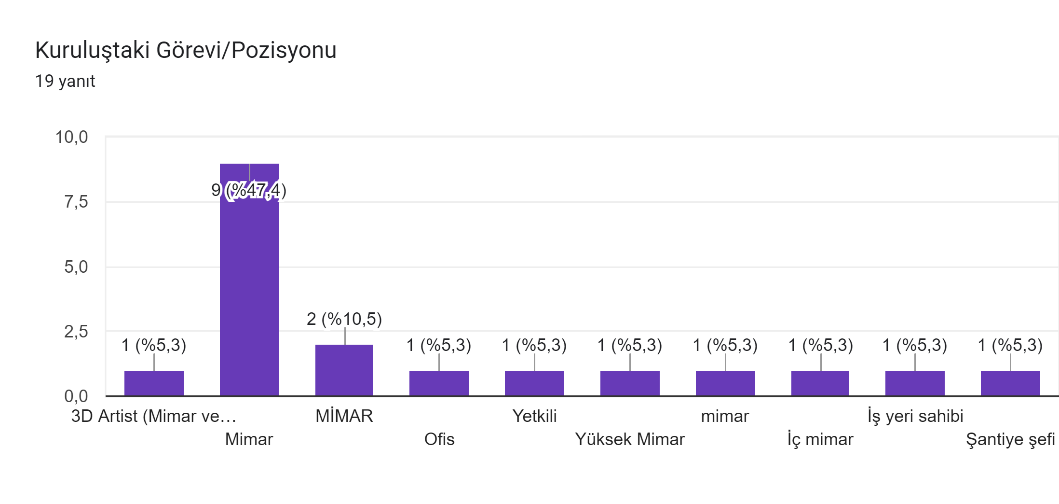 Kuruluştaki Görevi/Pozisyonu
19 yanıt
10,0
7,5
5,0
2,5
0,0
1 (%5,3)
9 (%47,4)
2 (%10,5)
1 (%5,3)
1 (%5,3)
1 (%5,3)
1 (%5,3)
1 (%5,3)
1 (%5,3)
1 (%5,3)
3D Artist (Mimar ve…
Mimar
MİMAR
Ofis
Yetkili
Yüksek Mimar
mimar
İç mimar
İş yeri sahibi
Şantiye şefi